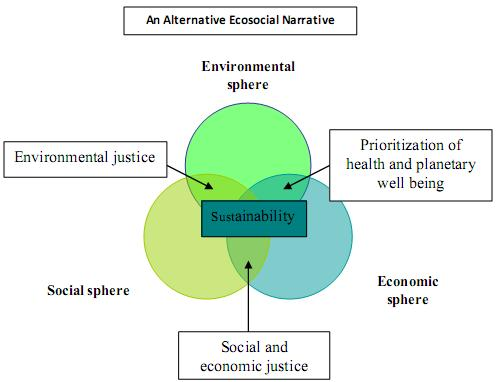 An Alternative Ecosocial Narrative
Environmental
sphere
Environmental justice
Prioritization of
health and planetary
well being
Sustainability
Social sphere
Economic
sphere
Social and
economic justice